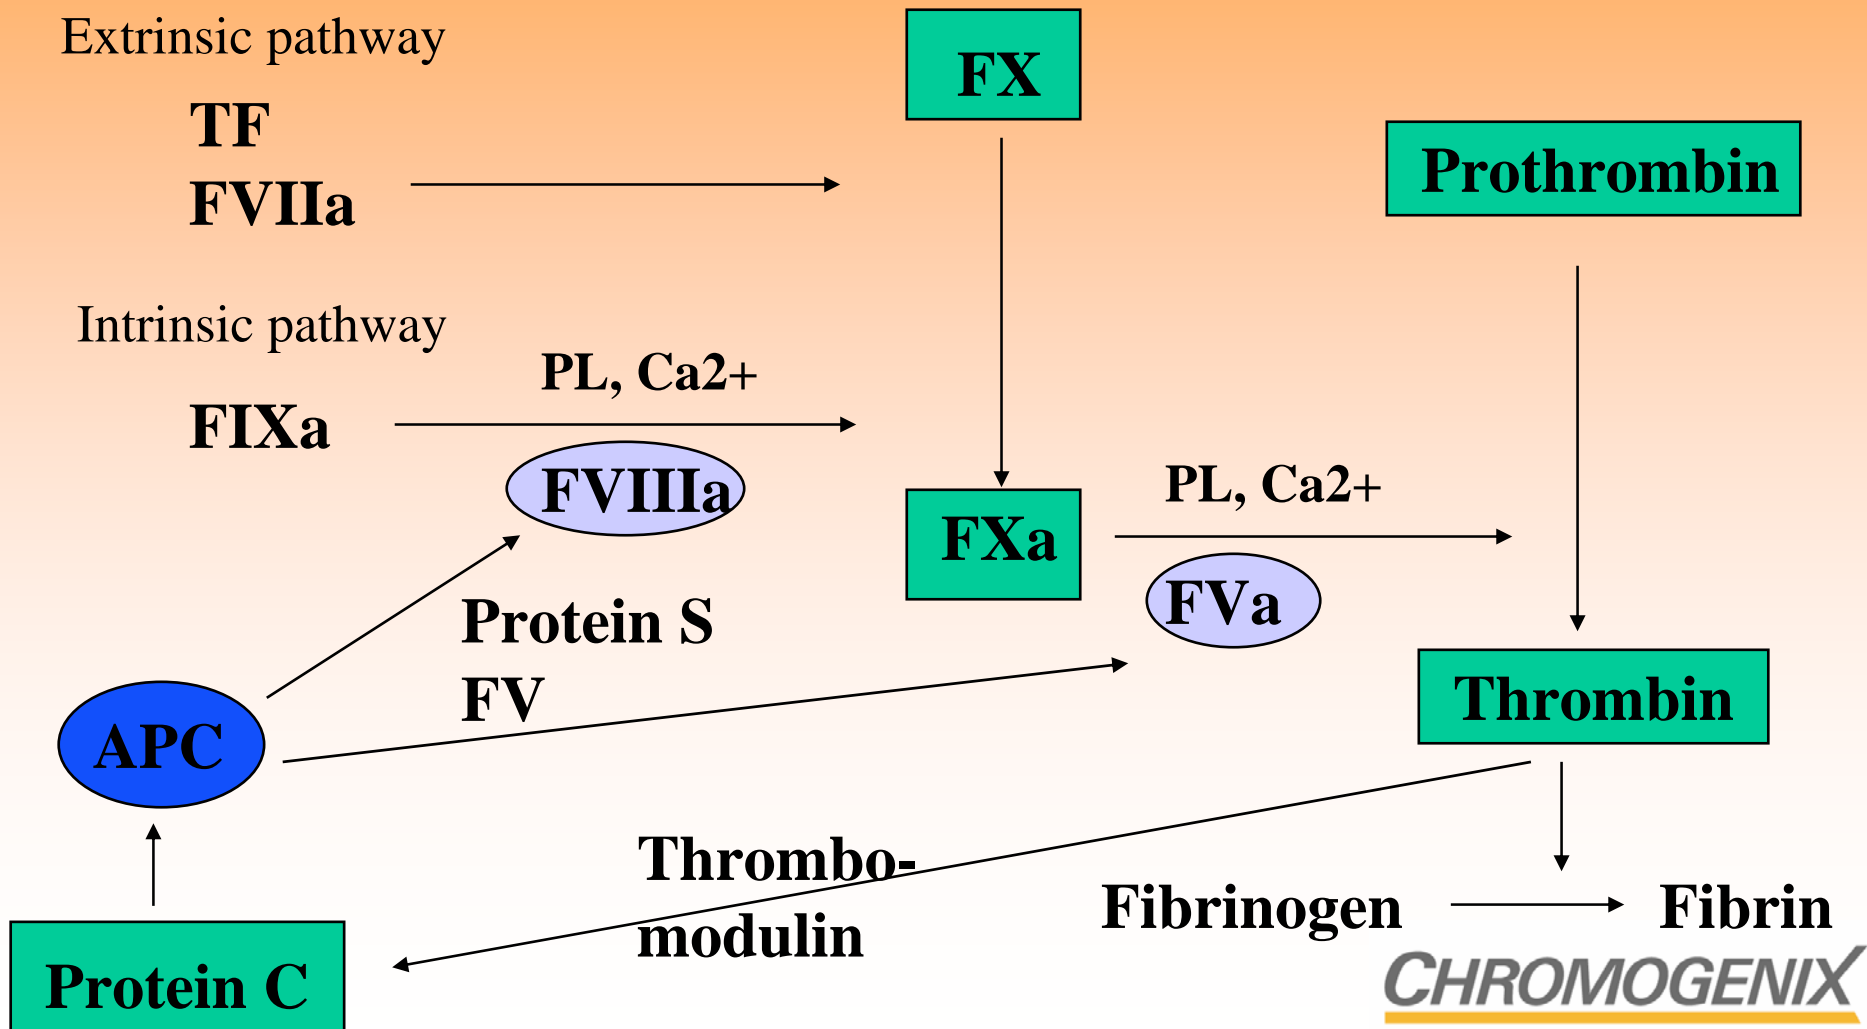 Extrinsic pathway
FX
TF
FVIIa
Prothrombin
Intrinsic pathway
PL, Ca2+
FIXa
FVIIIa
PL, Ca2+
FXa
FVa
Protein S
FV
Thrombin
APC
Thrombo-
modulin
Fibrinogen
Fibrin
Protein C
CHROMOGENIX